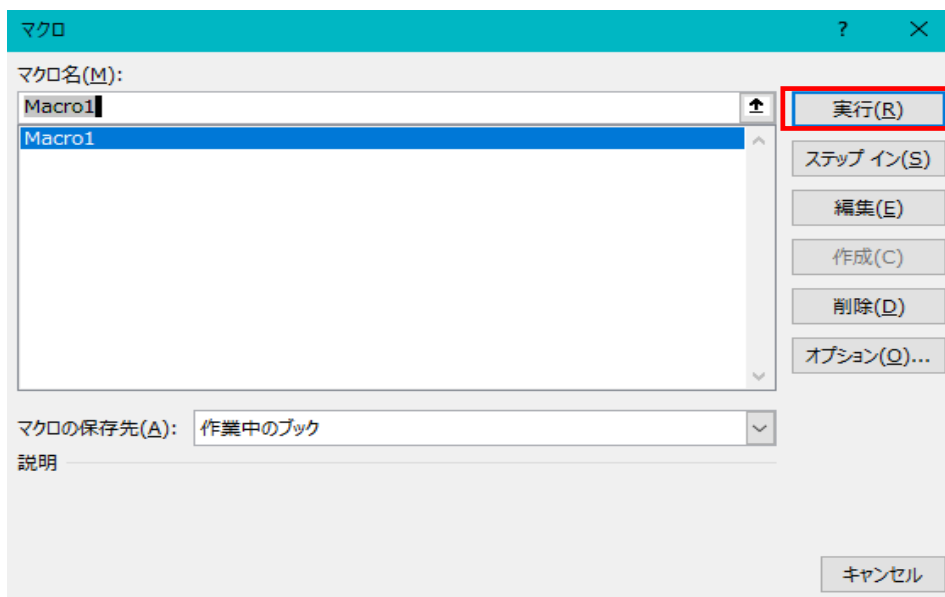 マクロ ?
マクロ名(M):
Macro1
実行(R)
Macro1
ステップ イン(S)
編集(E)
作成(C)
削除(D)
オプション(O)...
マクロの保存先(A): 作業中のブック
説明
キャンセル